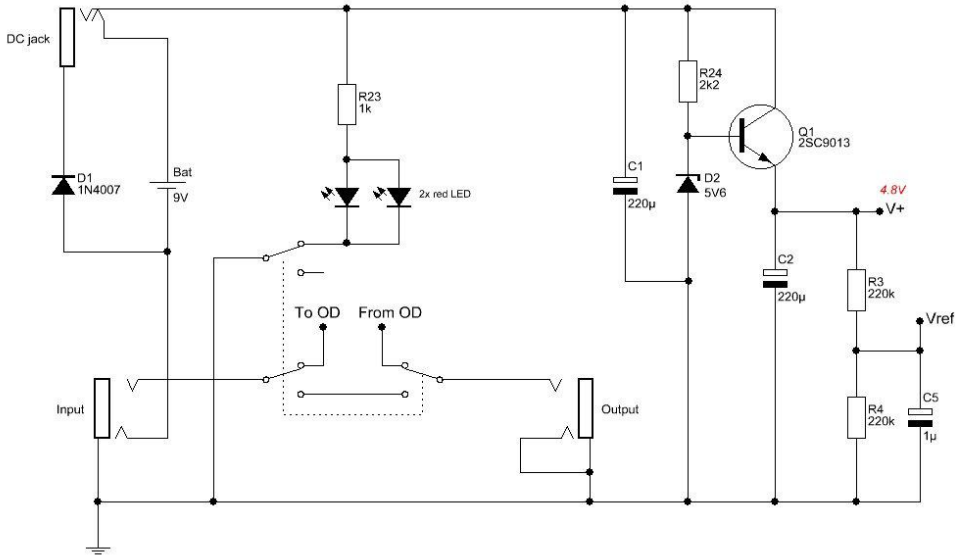 DC jack
R23
1k
R24
2k2
Q1
2SC9013
D1
1N4007
Bat
9V
2x red LED
C1
220µ
D2
5V6
4.8V
V+
C2
220µ
R3
220k
To OD
From OD
Vref
Input
Output
R4
220k
C5
1µ